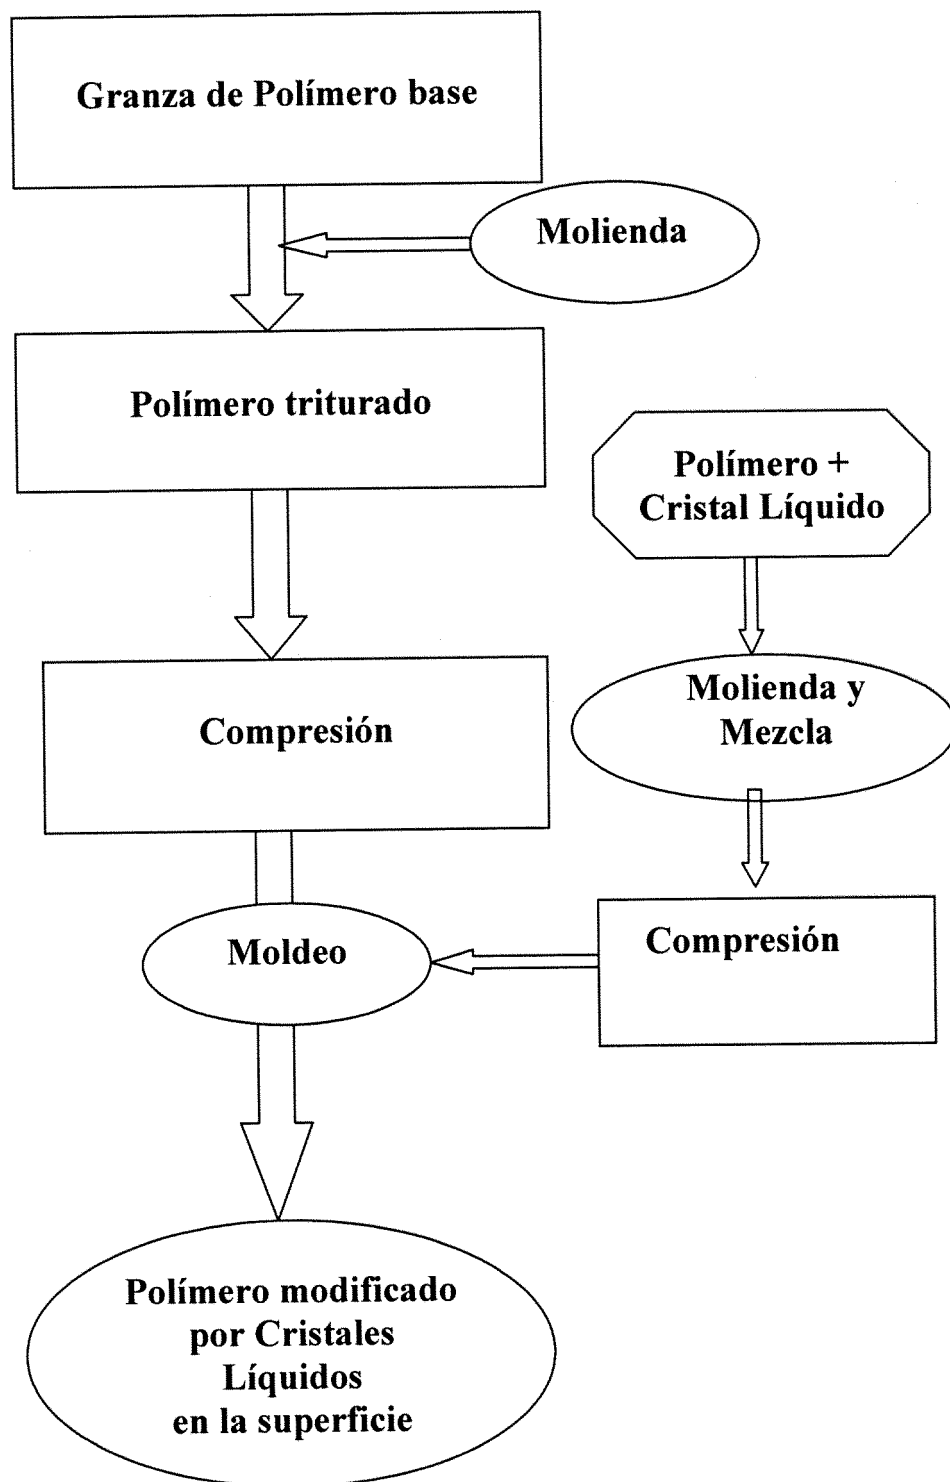 Granza de Polímero base
Molienda
Polímero triturado
Polímero +
Cristal Líquido
Compresión
Molienda y
Mezcla
Moldeo
Compresión
Polímero modificado
por Cristales
Líquidos
en la superficie